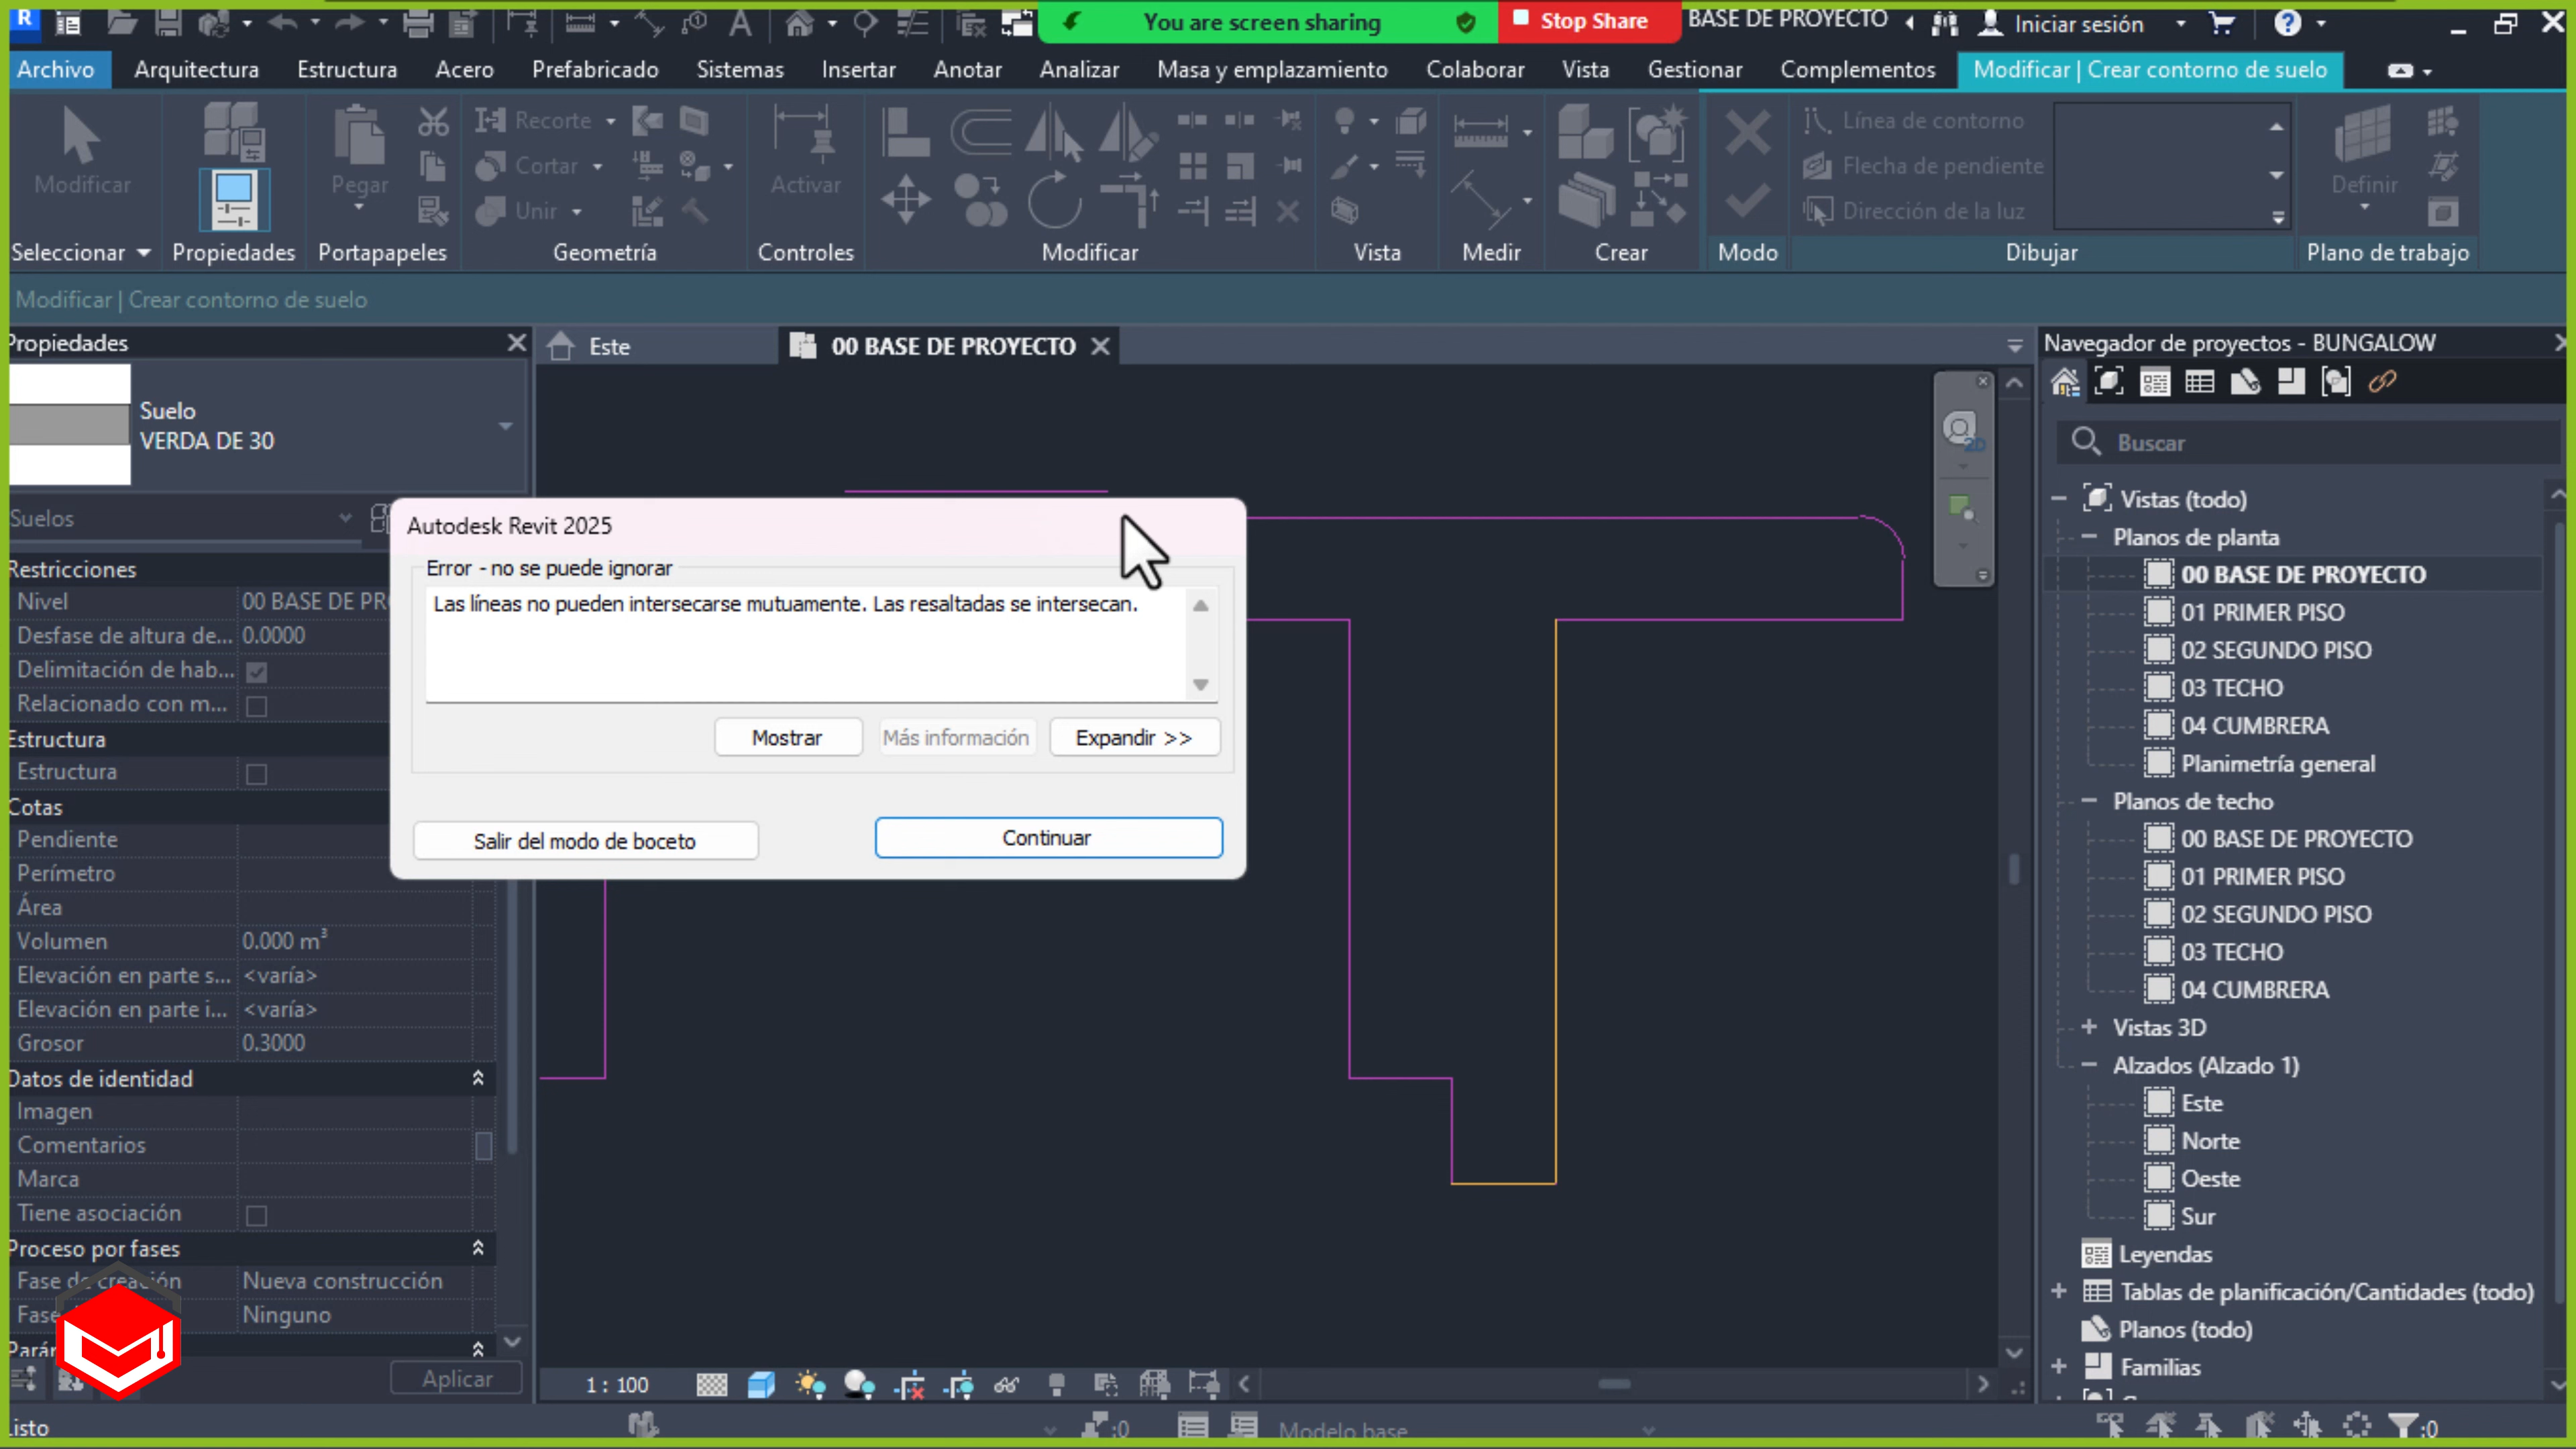 R
You are screen sharing
Stop Share
BASE DE PROYECTO
Iniciar sesión
Archivo
Arquitectura
Estructura
Acero
Prefabricado
Sistemas
Insertar
Anotar
Analizar
Masa y emplazamiento
Colaborar
Vista
Gestionar
Complementos
Modificar | Crear contorno de suelo
Modificar
Pegar
Recorte
Cortar
Unir
Activar
Línea de contorno
Flecha de pendiente
Dirección de la luz
Definir
Seleccionar
Propiedades
Portapapeles
Geometría
Controles
Modificar
Vista
Medir
Crear
Modo
Dibujar
Plano de trabajo
Modificar | Crear contorno de suelo
Propiedades
Suelo
VERDA DE 30
Suelos
Restricciones
Nivel 00 BASE DE PR
Desfase de altura de... 0.0000
Delimitación de hab...
Relacionado con m...
Estructura
Estructura
Cotas
Pendiente
Perímetro
Área
Volumen 0.000 m³
Elevación en parte s... <varía>
Elevación en parte i... <varía>
Grosor 0.3000
Datos de identidad
Imagen
Comentarios
Marca
Tiene asociación
Proceso por fases
Fase de creación Nueva construcción
Fase Ninguno
Pará
Aplicar
Este
00 BASE DE PROYECTO
2D
Autodesk Revit 2025
Error - no se puede ignorar
Las líneas no pueden intersecarse mutuamente. Las resaltadas se intersecan.
Mostrar
Más información
Expandir >>
Salir del modo de boceto
Continuar
1 : 100
Navegador de proyectos - BUNGALOW
Buscar
Vistas (todo)
Planos de planta
00 BASE DE PROYECTO
01 PRIMER PISO
02 SEGUNDO PISO
03 TECHO
04 CUMBRERA
Planimetría general
Planos de techo
00 BASE DE PROYECTO
01 PRIMER PISO
02 SEGUNDO PISO
03 TECHO
04 CUMBRERA
Vistas 3D
Alzados (Alzado 1)
Este
Norte
Oeste
Sur
Leyendas
Tablas de planificación/Cantidades (todo)
Planos (todo)
Familias
Listo
:0
Modelo base
:0